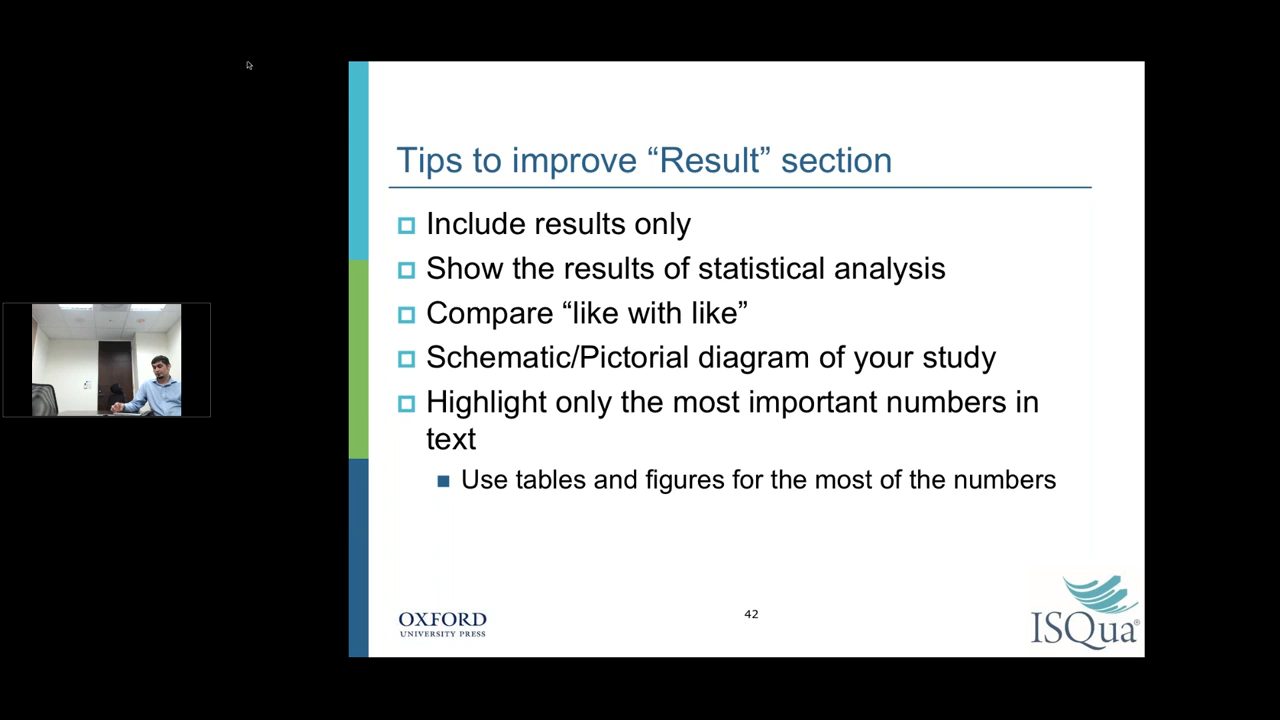 Tips to improve “Result” section
Include results only
Show the results of statistical analysis
Compare “like with like”
Schematic/Pictorial diagram of your study
Highlight only the most important numbers in
text
Use tables and figures for the most of the numbers
OXFORD
UNIVERSITY PRESS
42
ISQua®